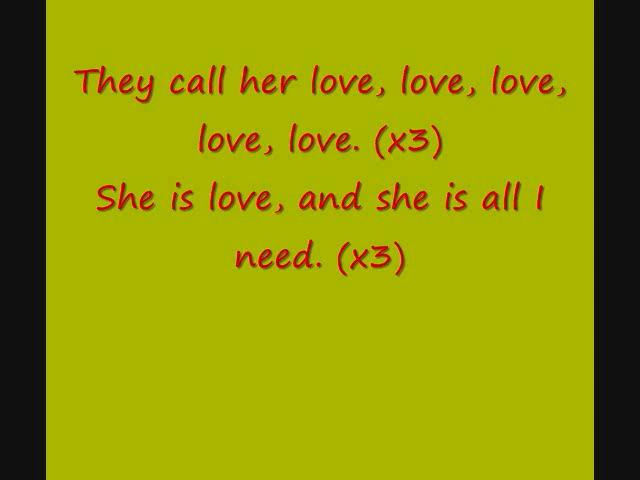 They call her love, love, love,
love, love. (x3)
She is love, and she is all I
need. (x3)